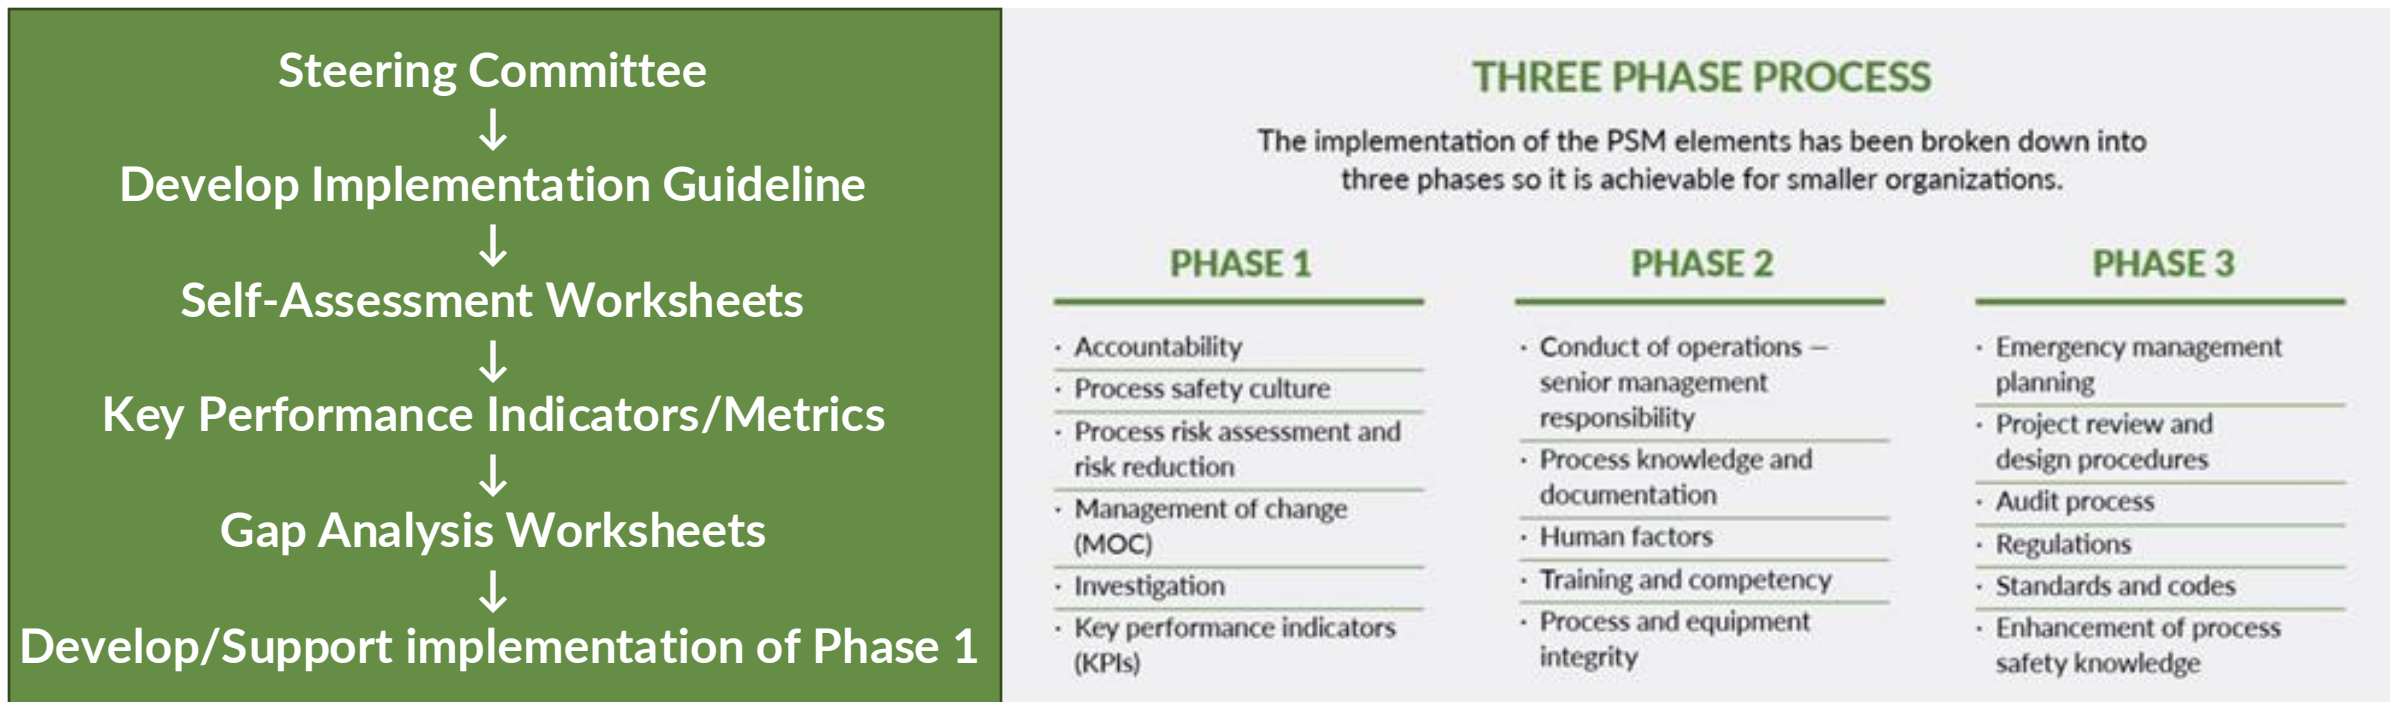 Steering Committee
↓
Develop Implementation Guideline
↓
Self-Assessment Worksheets
↓
Key Performance Indicators/Metrics
↓
Gap Analysis Worksheets
↓
Develop/Support implementation of Phase 1
THREE PHASE PROCESS
The implementation of the PSM elements has been broken down into
three phases so it is achievable for smaller organizations.
PHASE 1
· Accountability
· Process safety culture
· Process risk assessment and
risk reduction
· Management of change
(MOC)
· Investigation
· Key performance indicators
(KPIs)
PHASE 2
· Conduct of operations –
senior management
responsibility
· Process knowledge and
documentation
· Human factors
· Training and competency
· Process and equipment
integrity
PHASE 3
· Emergency management
planning
· Project review and
design procedures
· Audit process
· Regulations
· Standards and codes
· Enhancement of process
safety knowledge